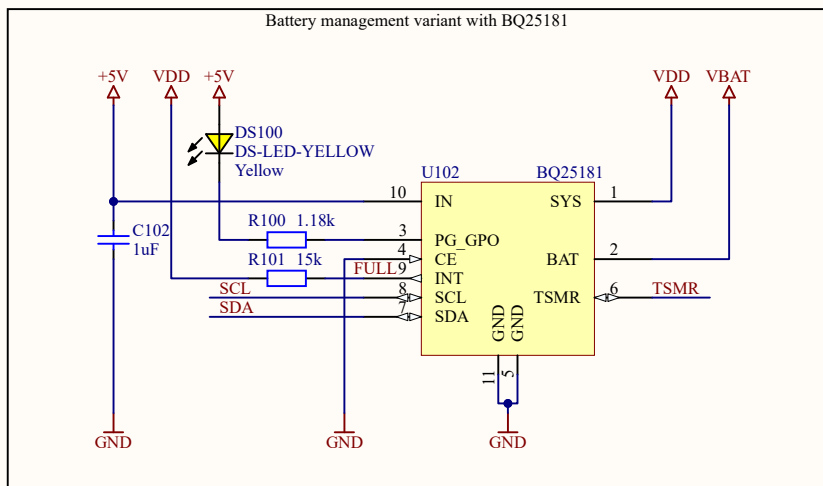 Battery management variant with BQ25181
+5V VDD +5V VDD VBAT
DS100
DS-LED-YELLOW
Yellow
U102 BQ25181
10 IN SYS 1
R100 1.18k 3 PG_GPO
C102
1uF
4 CE BAT 2
R101 15k FULL 9 INT
SCL 8 SCL TSMR 6 TSMR
SDA 7 SDA
GND GND
11 5
GND GND GND